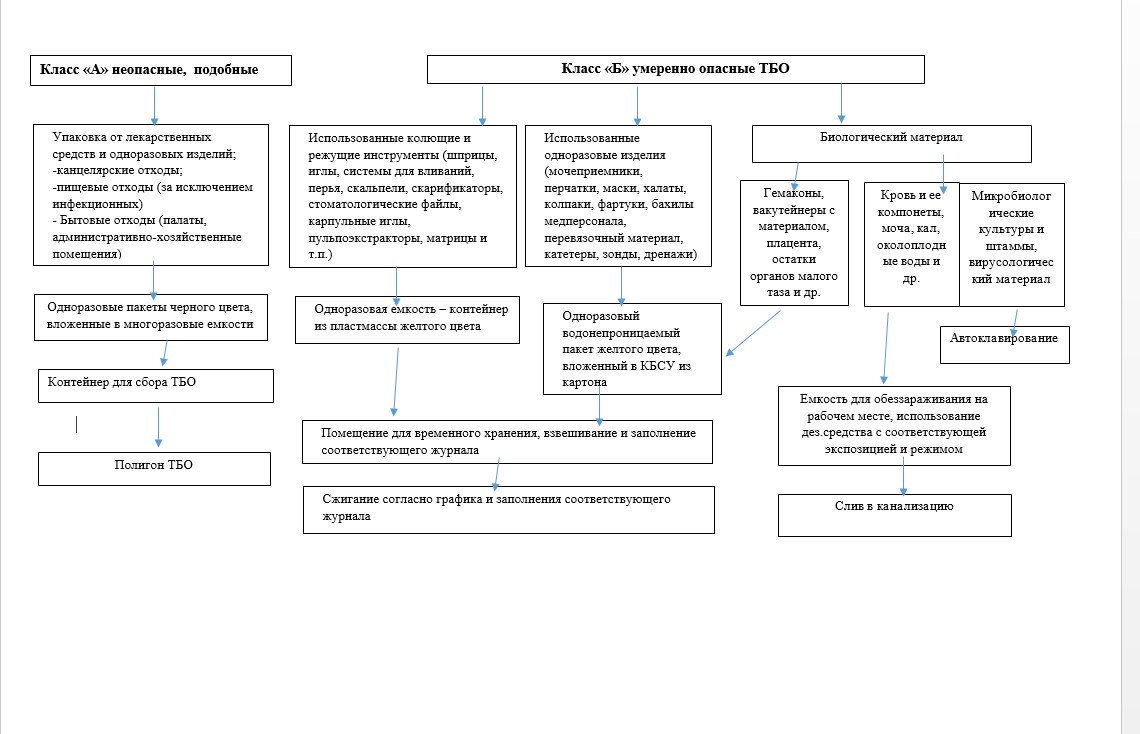 Класс «А» неопасные, подобные
Класс «Б» умеренно опасные ТБО
Упаковка от лекарственных
средств и одноразовых изделий;
-канцелярские отходы;
-пищевые отходы (за исключением
инфекционных)
- Бытовые отходы (палаты,
административно-хозяйственные
помещения)
Использованные колющие и
режущие инструменты (шприцы,
иглы, системы для вливаний,
перья, скальпели, скарификаторы,
стоматологические файлы,
карпульные иглы,
пульпоэкстракторы, матрицы и
т.п.)
Использованные
одноразовые изделия
(мочеприемники,
перчатки, маски, халаты,
колпаки, фартуки, бахилы
медперсонала,
перевязочный материал,
катетеры, зонды, дренажи)
Биологический материал
Гемаконы,
вакутейнеры с
материалом,
плацента,
остатки
органов малого
таза и др.
Кровь и ее
компонеты,
моча, кал,
околоплодн
ые воды и
др.
Микробиолог
ические
культуры и
штаммы,
вирусологичес
кий материал
Одноразовые пакеты черного цвета,
вложенные в многоразовые емкости
Одноразовая емкость – контейнер
из пластмассы желтого цвета
Одноразовый
водонепроницаемый
пакет желтого цвета,
вложенный в КБСУ из
картона
Автоклавирование
Контейнер для сбора ТБО
Емкость для обеззараживания на
рабочем месте, использование
дез.средства с соответствующей
экспозицией и режимом
Помещение для временного хранения, взвешивание и заполнение
соответствующего журнала
Полигон ТБО
Сжигание согласно графика и заполнения соответствующего
журнала
Слив в канализацию